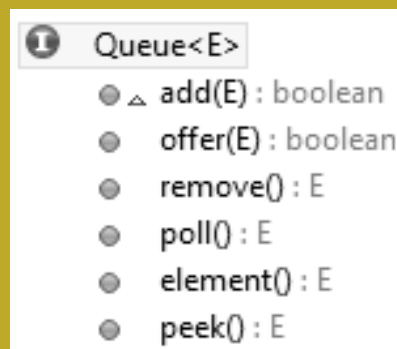 I Queue<E>
add(E) : boolean
offer(E) : boolean
remove() : E
poll() : E
element() : E
peek() : E